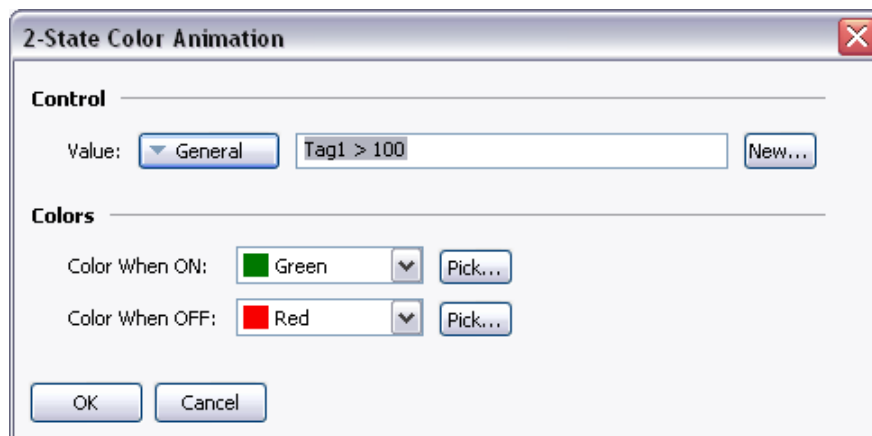 2-State Color Animation
Control
Value: General Tag1 > 100 New...
Colors
Color When ON: Green Pick...
Color When OFF: Red Pick...
OK Cancel